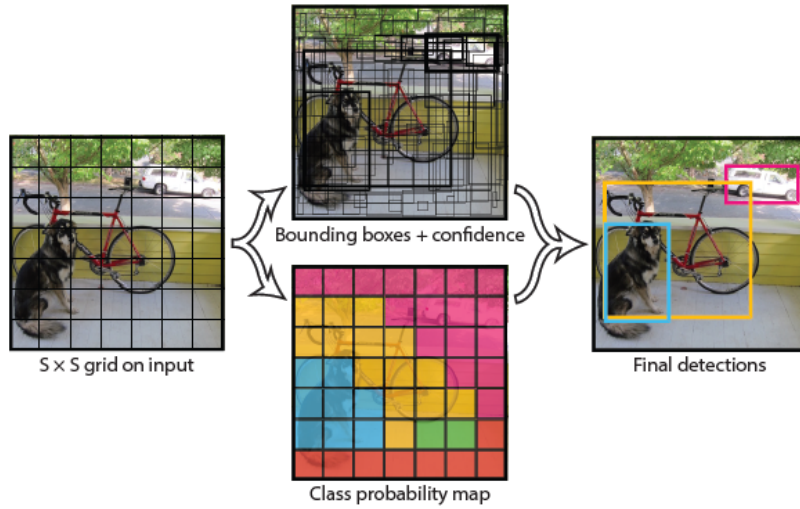 Bounding boxes + confidence
S × S grid on input
Final detections
Class probability map